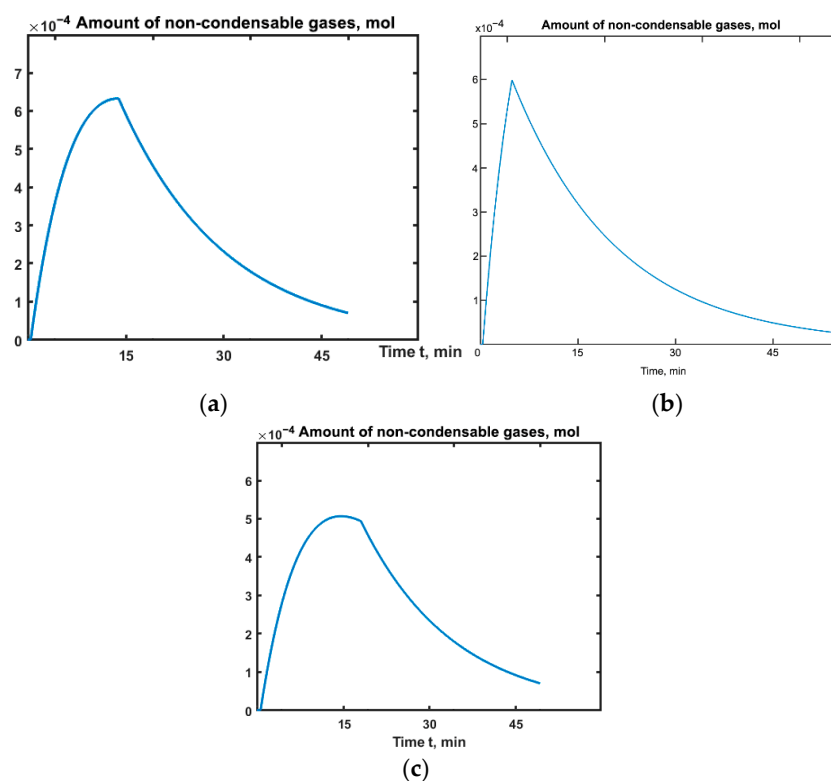 ×10⁻⁴ Amount of non-condensable gases, mol
7
6
5
4
3
2
1
0
15 30 45
Time t, min
(a)
×10⁻⁴ Amount of non-condensable gases, mol
6
5
4
3
2
1
0 15 30 45
Time, min
(b)
×10⁻⁴ Amount of non-condensable gases, mol
6
5
4
3
2
1
0
15 30 45
Time t, min
(c)